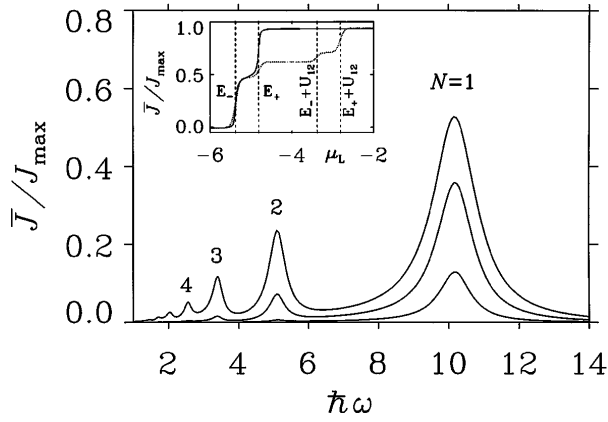 0.8
0.6
0.4
0.2
0.0
J̅/J_max
2 4 6 8 10 12 14
ħω
N=1
2
3
4
1.0
0.5
0.0
J̅/J_max
−6 −4 μ_L −2
E_−
E_+
E_−+U_12
E_++U_12